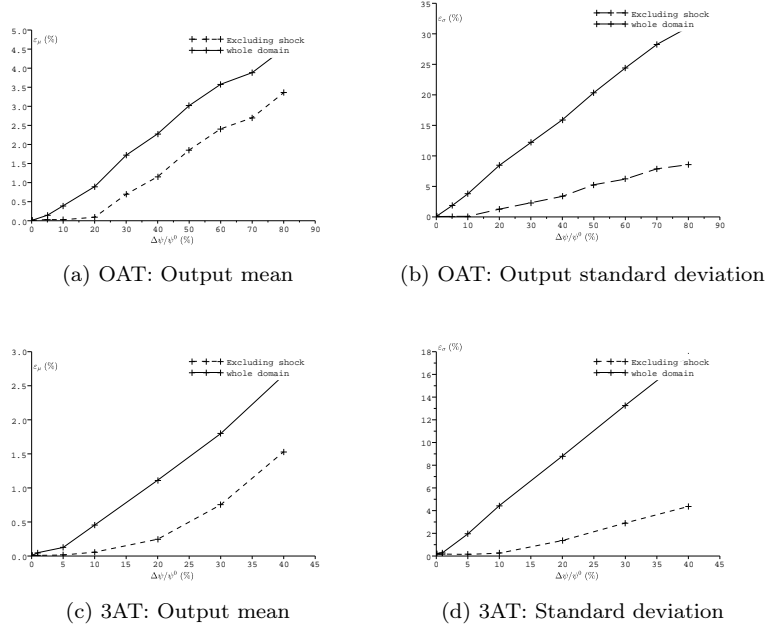 5.0
4.5
4.0
3.5
3.0
2.5
2.0
1.5
1.0
0.5
0.0
ε_μ (%)
Excluding shock
whole domain
0 10 20 30 40 50 60 70 80 90
Δψ/ψ⁰ (%)
(a) OAT: Output mean
35
30
25
20
15
10
5
0
ε_σ (%)
Excluding shock
whole domain
0 10 20 30 40 50 60 70 80 90
Δψ/ψ⁰ (%)
(b) OAT: Output standard deviation
3.0
2.5
2.0
1.5
1.0
0.5
0.0
ε_μ (%)
Excluding shock
whole domain
0 5 10 15 20 25 30 35 40 45
Δψ/ψ⁰ (%)
(c) 3AT: Output mean
18
16
14
12
10
8
6
4
2
0
ε_σ (%)
Excluding shock
whole domain
0 5 10 15 20 25 30 35 40 45
Δψ/ψ⁰ (%)
(d) 3AT: Standard deviation